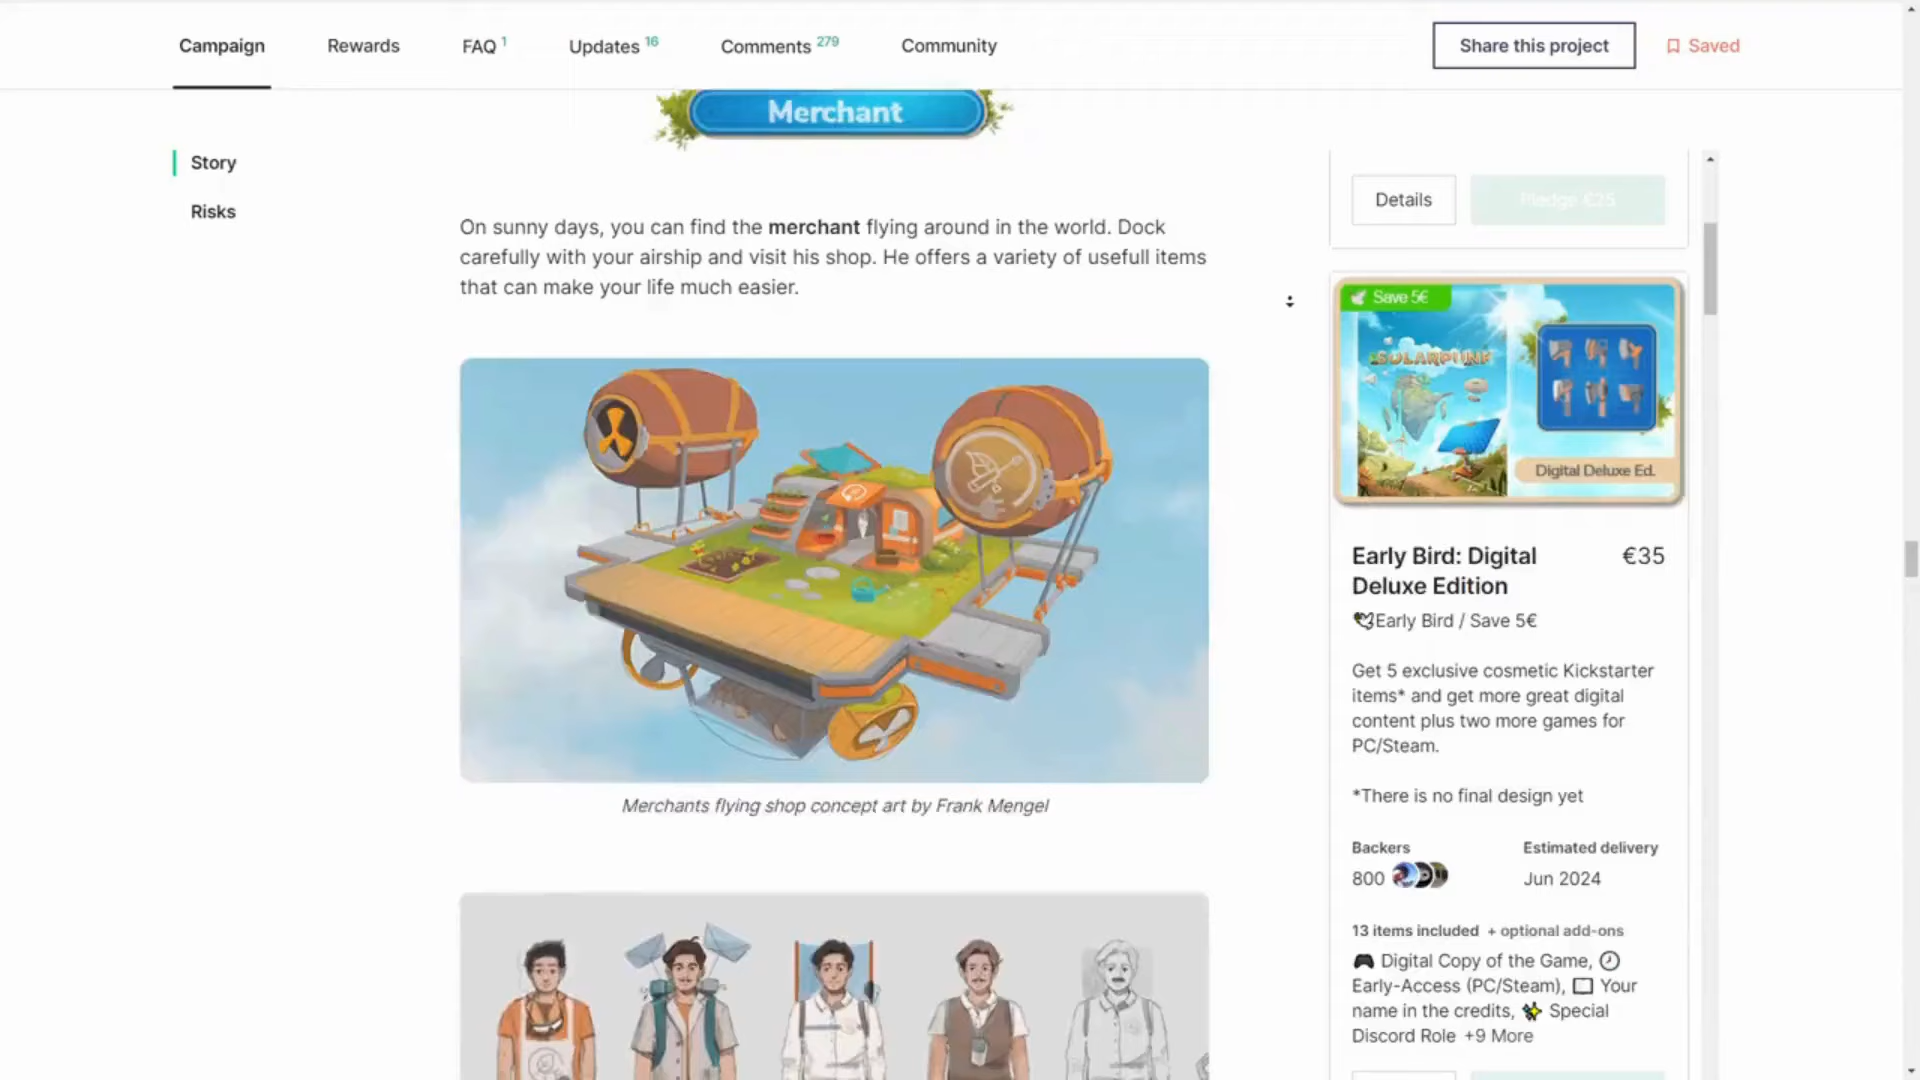 Campaign
Rewards
FAQ 1
Updates 16
Comments 279
Community
Share this project
Saved
Merchant
Story
Risks
On sunny days, you can find the merchant flying around in the world. Dock
carefully with your airship and visit his shop. He offers a variety of usefull items
that can make your life much easier.
Merchants flying shop concept art by Frank Mengel
Details
Pledge €25
Save 5€
SOLARPUNK
Digital Deluxe Ed.
Early Bird: Digital
Deluxe Edition
€35
Early Bird / Save 5€
Get 5 exclusive cosmetic Kickstarter
items* and get more great digital
content plus two more games for
PC/Steam.
*There is no final design yet
Backers
800
Estimated delivery
Jun 2024
13 items included + optional add-ons
Digital Copy of the Game,
Early-Access (PC/Steam), Your
name in the credits, Special
Discord Role +9 More